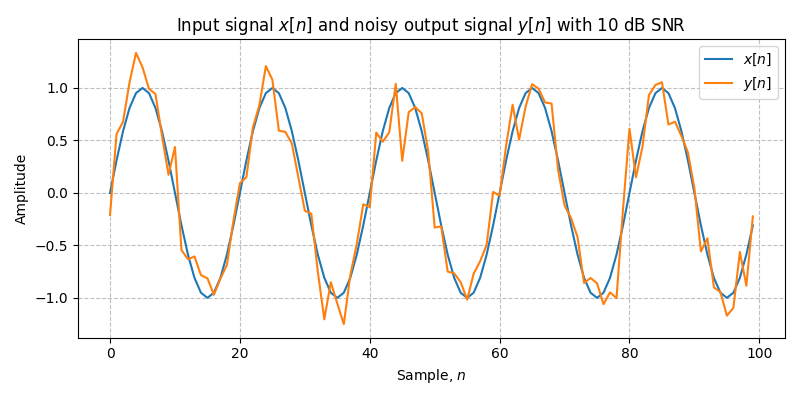 Input signal x[n] and noisy output signal y[n] with 10 dB SNR
x[n]
y[n]
1.0
0.5
0.0
−0.5
−1.0
Amplitude
0 20 40 60 80 100
Sample, n